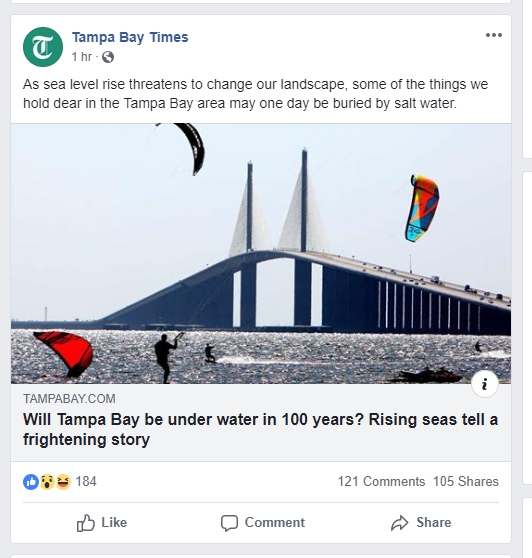 Tampa Bay Times
1 hr ·
As sea level rise threatens to change our landscape, some of the things we
hold dear in the Tampa Bay area may one day be buried by salt water.
i
TAMPABAY.COM
Will Tampa Bay be under water in 100 years? Rising seas tell a
frightening story
184
121 Comments 105 Shares
Like Comment Share